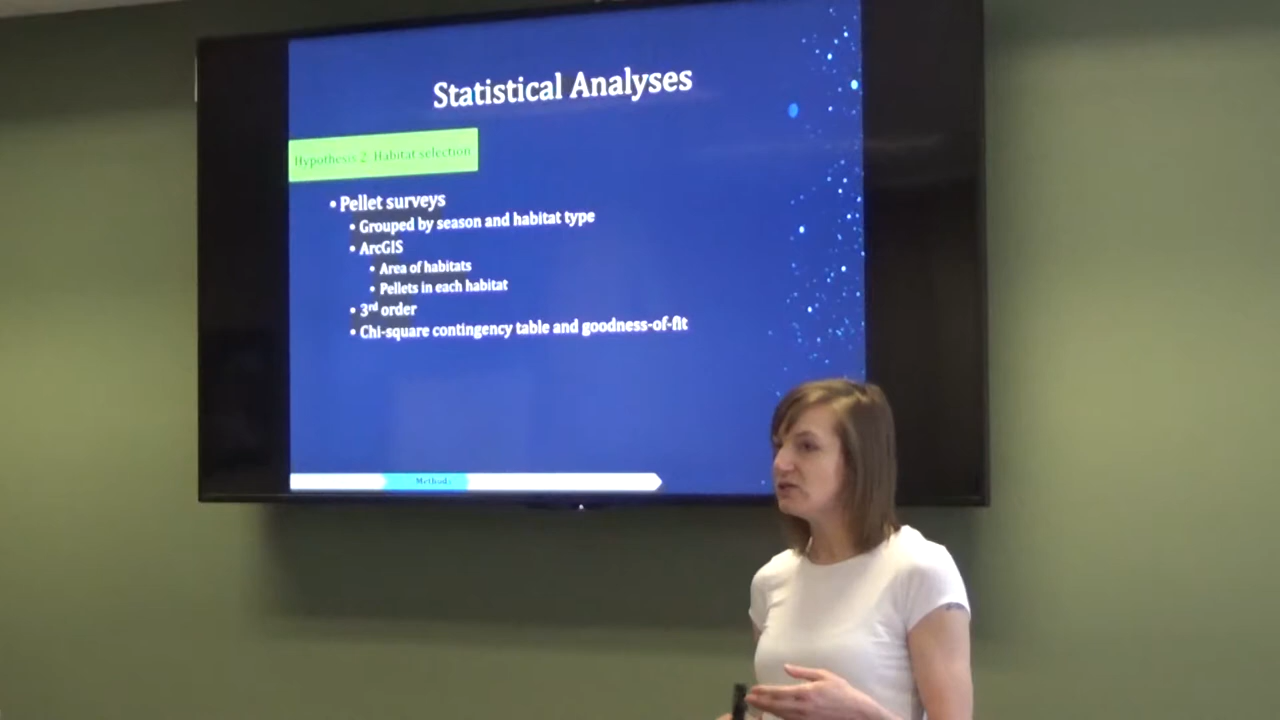 Statistical Analyses
Hypothesis 2: Habitat selection
• Pellet surveys
• Grouped by season and habitat type
• ArcGIS
• Area of habitats
• Pellets in each habitat
• 3rd order
• Chi-square contingency table and goodness-of-fit
Methods